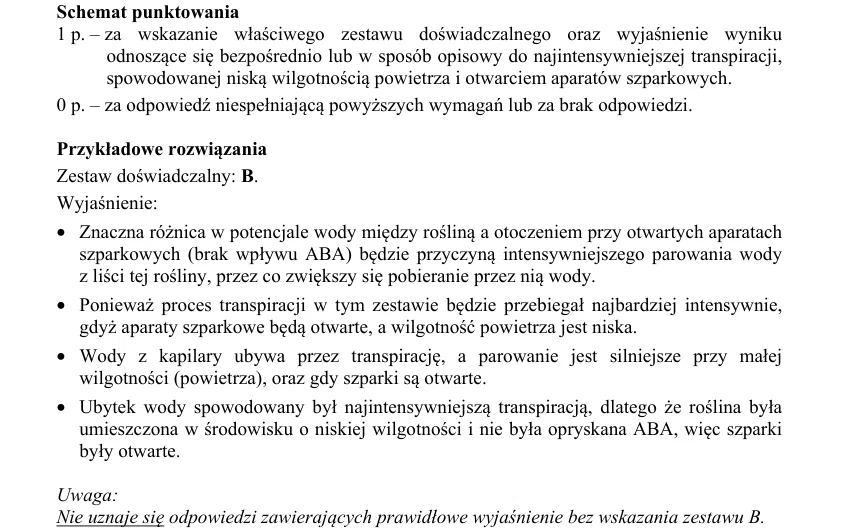 Schemat punktowania
1 p. – za wskazanie właściwego zestawu doświadczalnego oraz wyjaśnienie wyniku
odnoszące się bezpośrednio lub w sposób opisowy do najintensywniejszej transpiracji,
spowodowanej niską wilgotnością powietrza i otwarciem aparatów szparkowych.
0 p. – za odpowiedź niespełniającą powyższych wymagań lub za brak odpowiedzi.
Przykładowe rozwiązania
Zestaw doświadczalny: B.
Wyjaśnienie:
• Znaczna różnica w potencjale wody między rośliną a otoczeniem przy otwartych aparatach
szparkowych (brak wpływu ABA) będzie przyczyną intensywniejszego parowania wody
z liści tej rośliny, przez co zwiększy się pobieranie przez nią wody.
• Ponieważ proces transpiracji w tym zestawie będzie przebiegał najbardziej intensywnie,
gdyż aparaty szparkowe będą otwarte, a wilgotność powietrza jest niska.
• Wody z kapilary ubywa przez transpirację, a parowanie jest silniejsze przy małej
wilgotności (powietrza), oraz gdy szparki są otwarte.
• Ubytek wody spowodowany był najintensywniejszą transpiracją, dlatego że roślina była
umieszczona w środowisku o niskiej wilgotności i nie była opryskana ABA, więc szparki
były otwarte.
Uwaga:
Nie uznaje się odpowiedzi zawierających prawidłowe wyjaśnienie bez wskazania zestawu B.